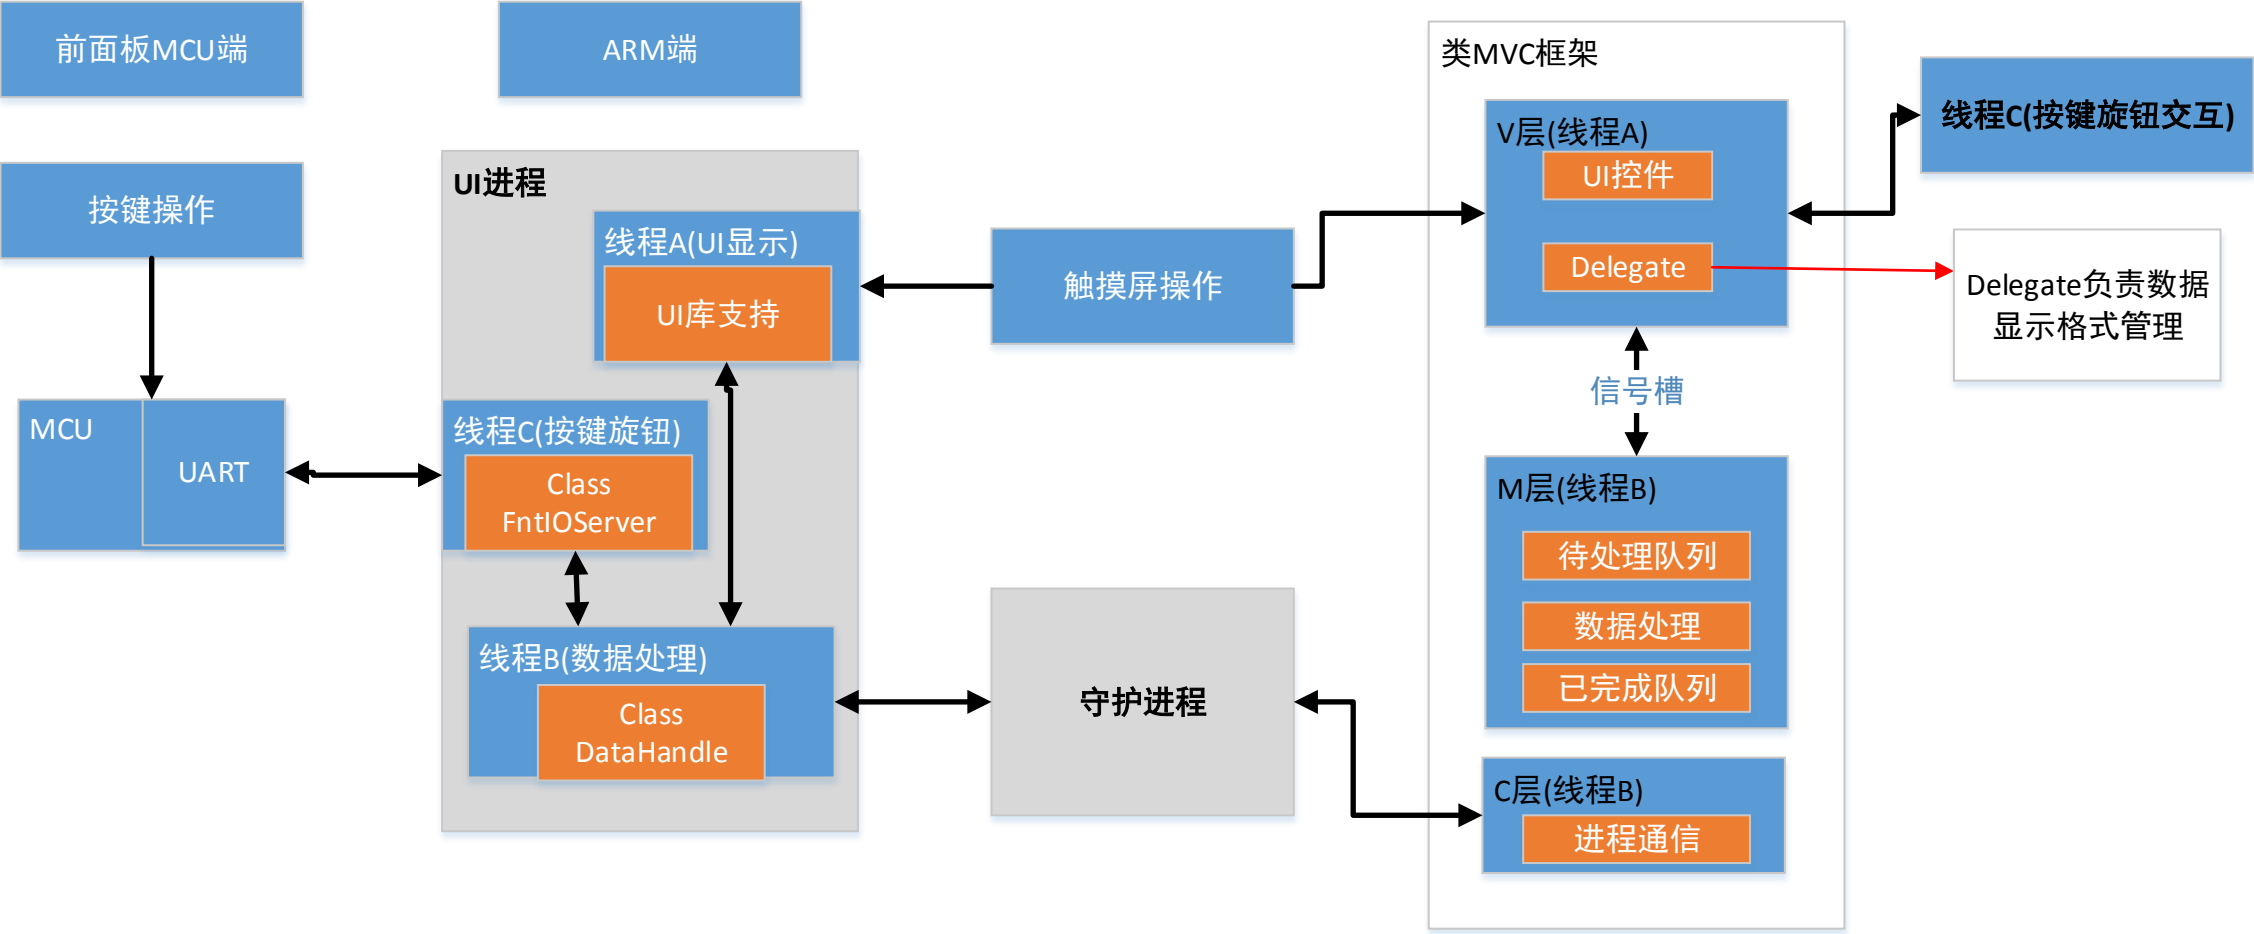 前面板MCU端
ARM端
按键操作
MCU
UART
UI进程
线程A(UI显示)
UI库支持
线程C(按键旋钮)
Class
FntIOServer
线程B(数据处理)
Class
DataHandle
触摸屏操作
守护进程
类MVC框架
V层(线程A)
UI控件
Delegate
信号槽
M层(线程B)
待处理队列
数据处理
已完成队列
C层(线程B)
进程通信
线程C(按键旋钮交互)
Delegate负责数据
显示格式管理